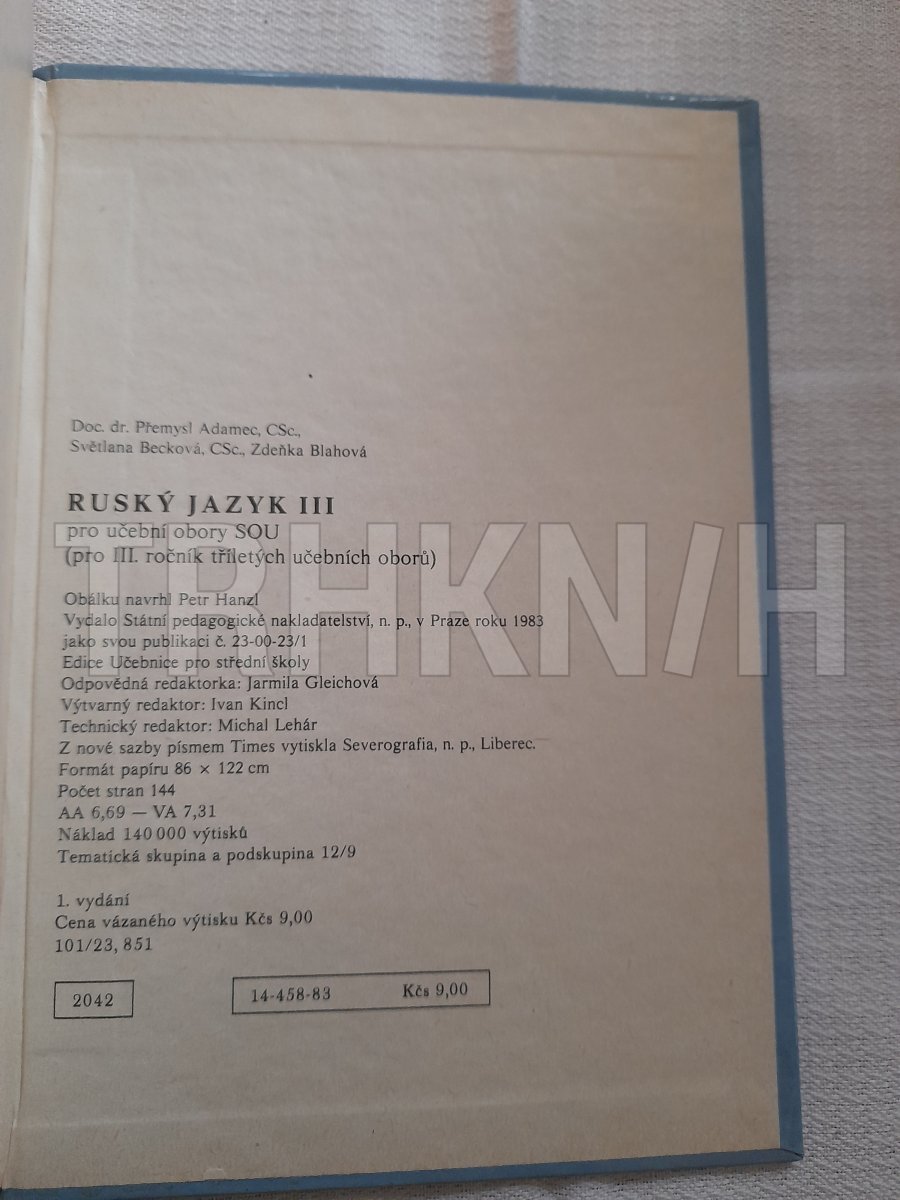 Doc. dr. Přemysl Adamec, CSc.,
Světlana Becková, CSc., Zdeňka Blahová
RUSKÝ JAZYK III
pro učební obory SOU
(pro III. ročník tříletých učebních oborů)
Obálku navrhl Petr Hanzl
Vydalo Státní pedagogické nakladatelství, n. p., v Praze roku 1983
jako svou publikaci č. 23-00-23/1
Edice Učebnice pro střední školy
Odpovědná redaktorka: Jarmila Gleichová
Výtvarný redaktor: Ivan Kincl
Technický redaktor: Michal Lehár
Z nové sazby písmem Times vytiskla Severografia, n. p., Liberec.
Formát papíru 86 × 122 cm
Počet stran 144
AA 6,69 — VA 7,31
Náklad 140 000 výtisků
Tematická skupina a podskupina 12/9
1. vydání
Cena vázaného výtisku Kčs 9,00
101/23, 851
2042 14-458-83 Kčs 9,00
TRHKN/H